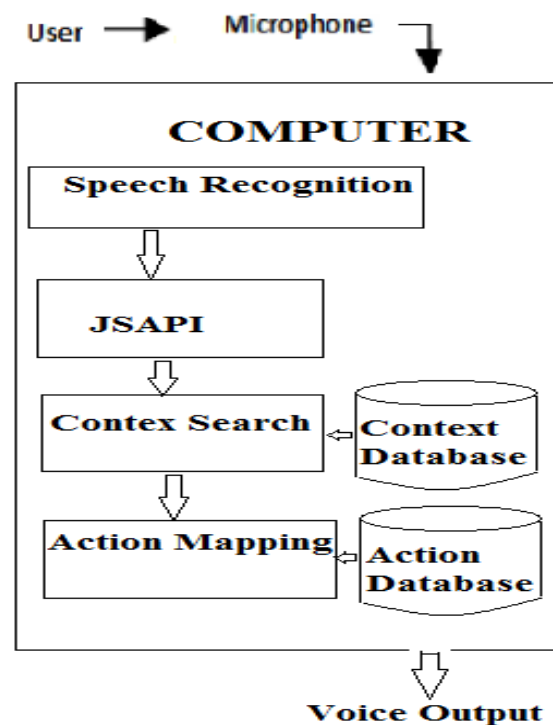 User
Microphone
COMPUTER
Speech Recognition
JSAPI
Contex Search
Context
Database
Action Mapping
Action
Database
Voice Output